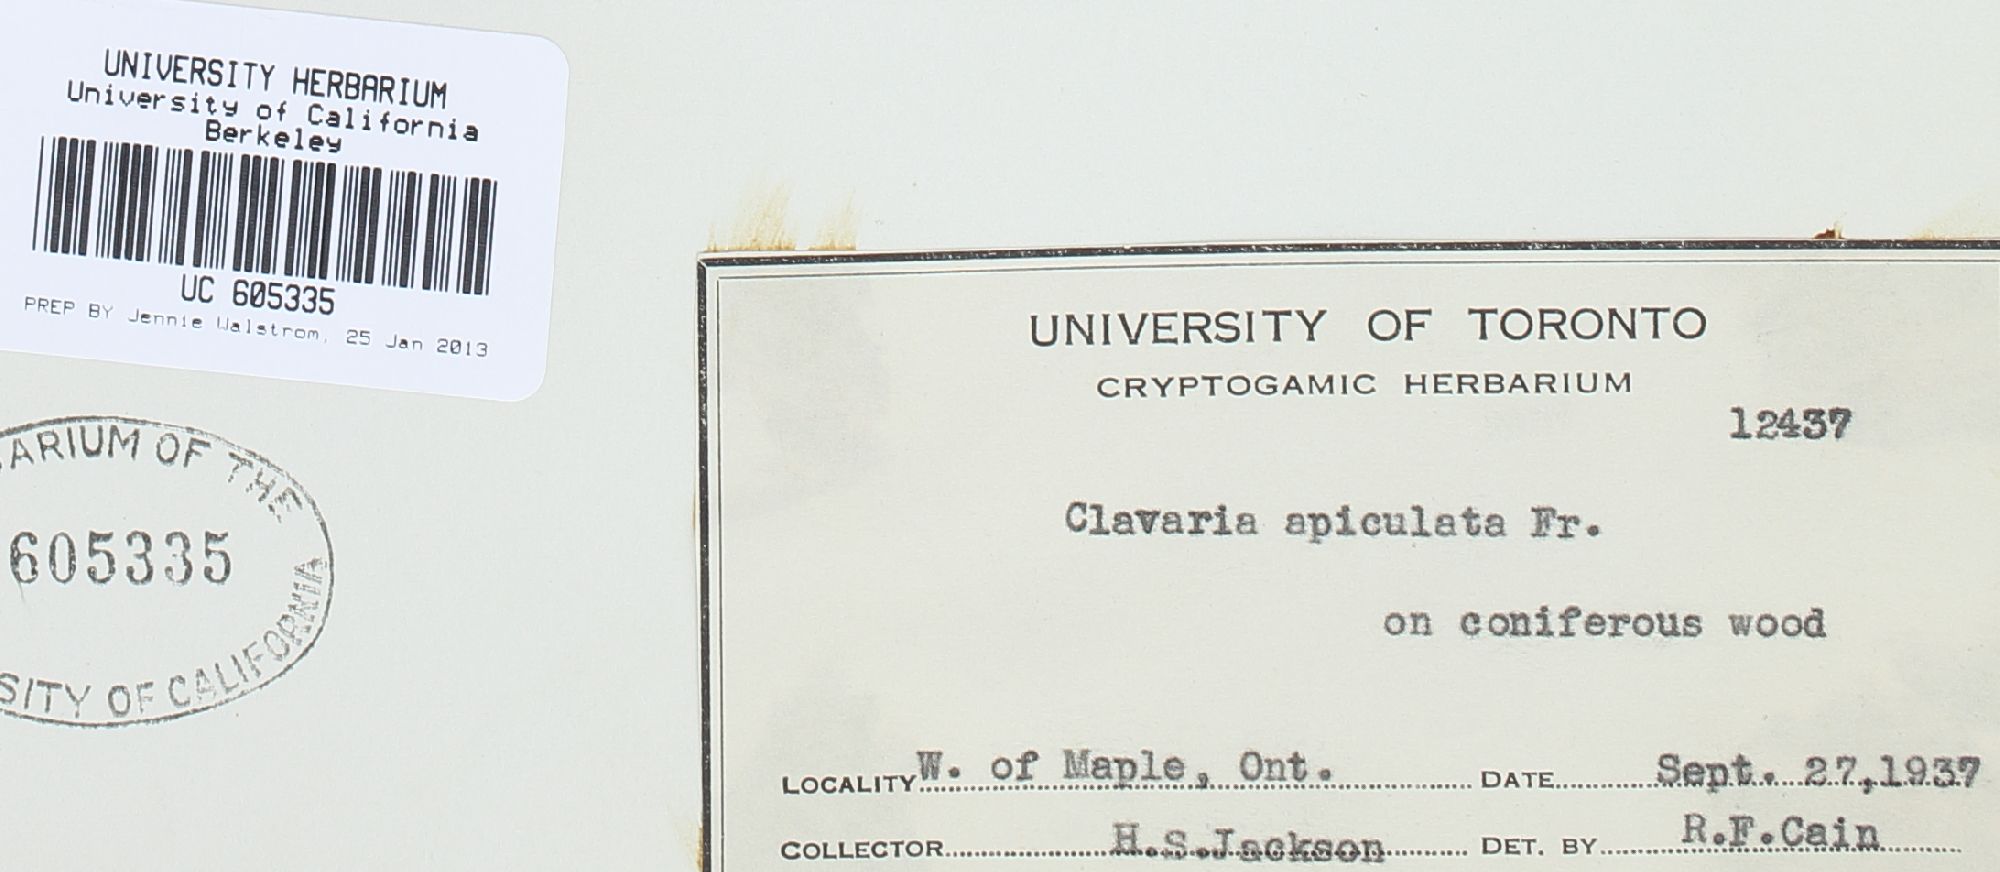 UNIVERSITY HERBARIUM
University of California
Berkeley
UC 605335
PREP BY Jennie Walstrom, 25 Jan 2013
ARIUM OF THE
605335
SITY OF CALIFORNIA
UNIVERSITY OF TORONTO
CRYPTOGAMIC HERBARIUM
12437
Clavaria apiculata Fr.
on coniferous wood
LOCALITY W. of Maple, Ont. DATE Sept. 27,1937
COLLECTOR H.S.Jackson DET. BY R.F.Cain